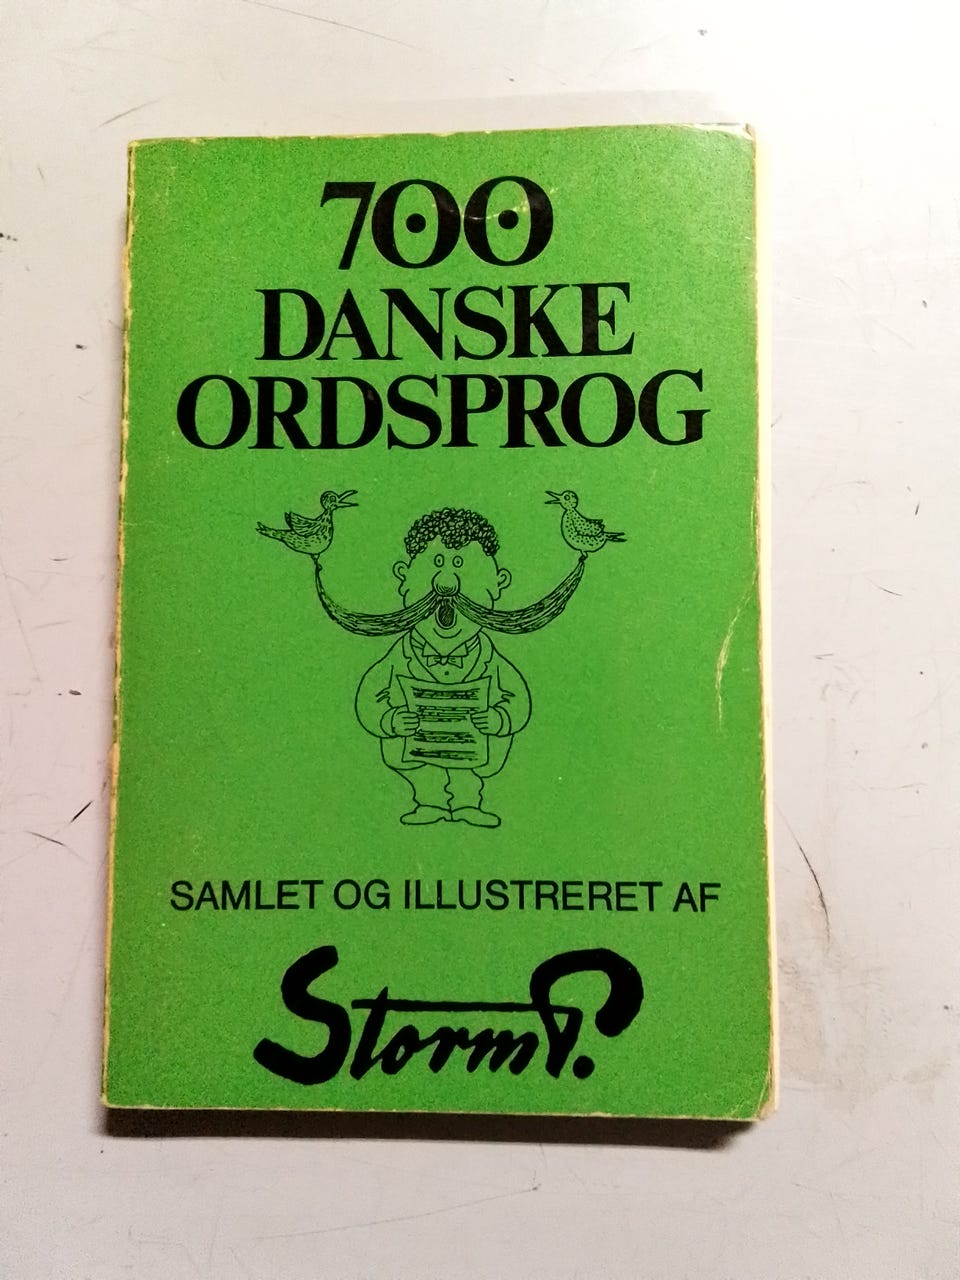 700
DANSKE
ORDSPROG
SAMLET OG ILLUSTRERET AF
Storm P.